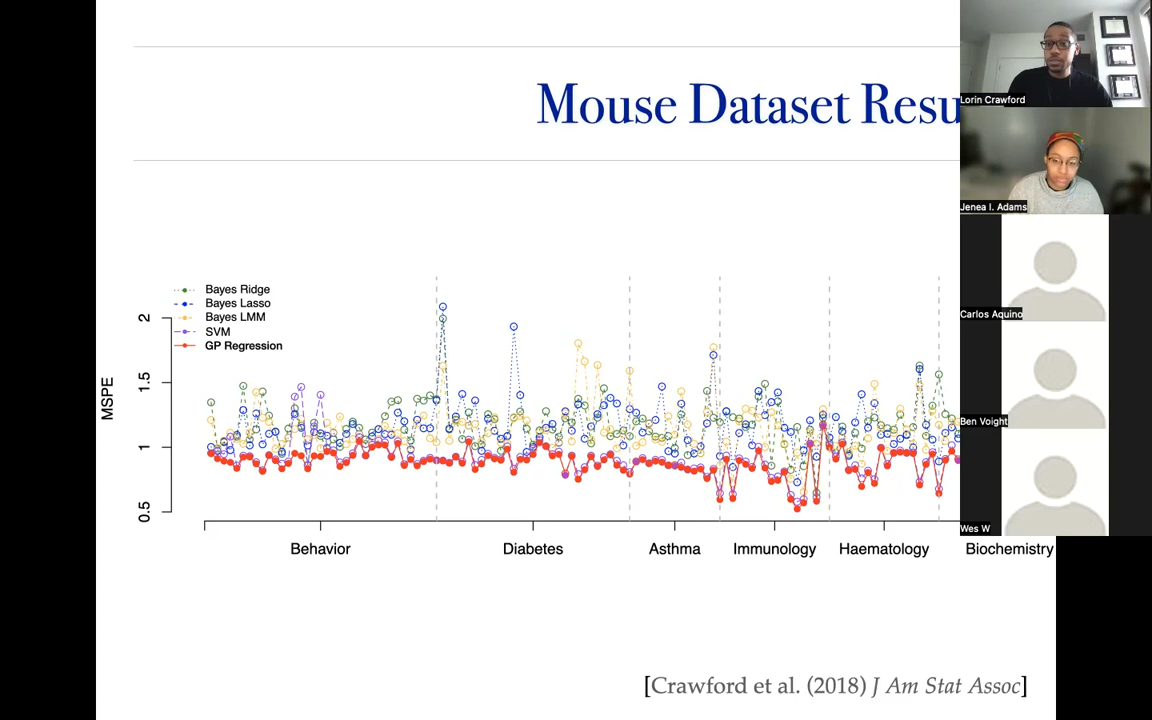 Mouse Dataset Resu
Lorin Crawford
Jenea I. Adams
Carlos Aquino
Ben Voight
Wes W
Bayes Ridge
Bayes Lasso
Bayes LMM
SVM
GP Regression
MSPE
2
1.5
1
0.5
Behavior
Diabetes
Asthma
Immunology
Haematology
Biochemistry
[Crawford et al. (2018) J Am Stat Assoc]